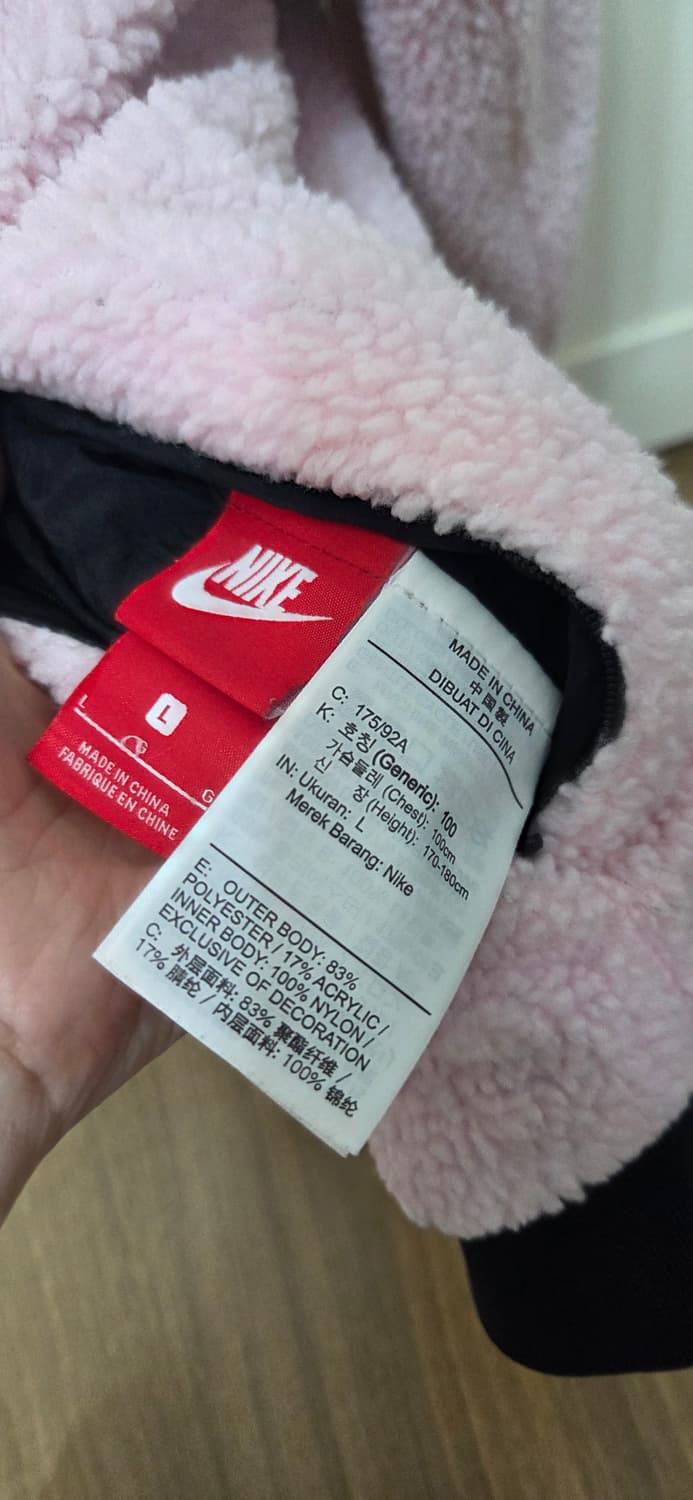 NIKE
L
L G G
MADE IN CHINA
FABRIQUE EN CHINE
MADE IN CHINA
中国製
DIBUAT DI CINA
C: 175/92A
K: 호칭 (Generic): 100
가슴둘레 (Chest): 100cm
신 장 (Height): 170-180cm
IN: Ukuran: L
Merek Barang: Nike
E: OUTER BODY: 83%
POLYESTER / 17% ACRYLIC /
INNER BODY: 100% NYLON /
EXCLUSIVE OF DECORATION
C: 外层面料: 83% 聚酯纤维 /
17% 腈纶 / 内层面料: 100% 锦纶